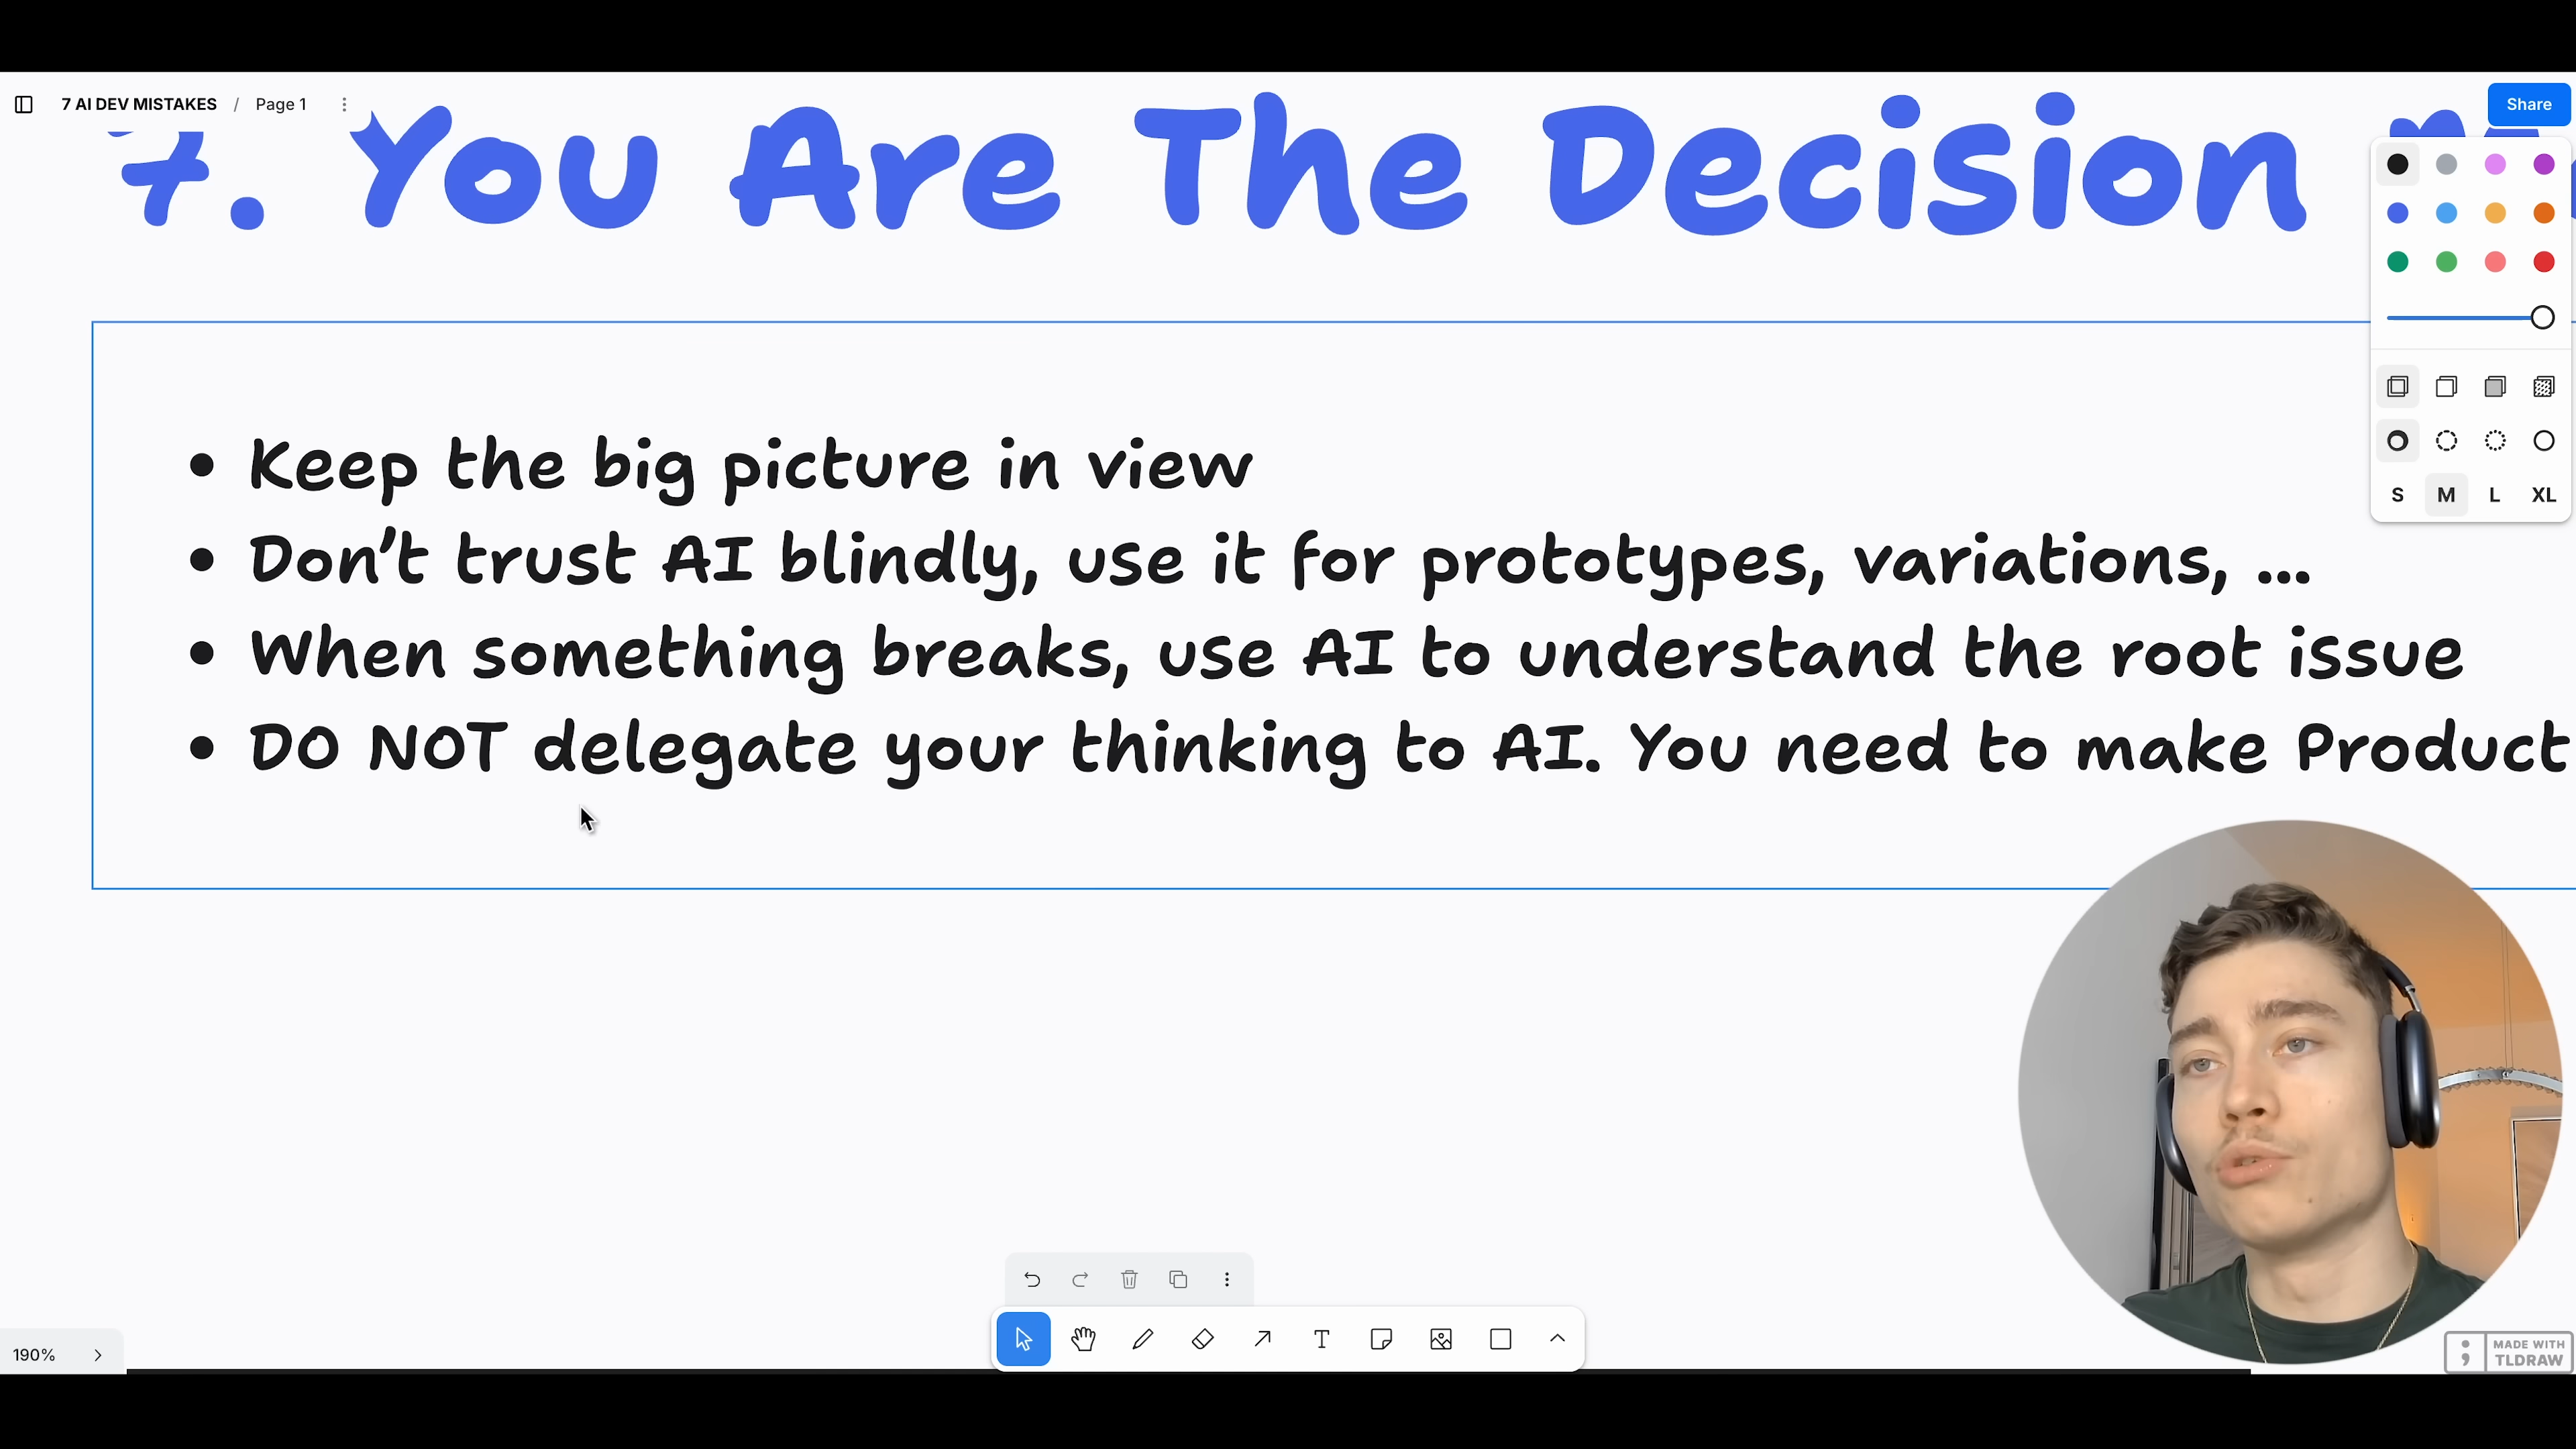 7 AI DEV MISTAKES / Page 1
Share
7. You Are The Decision
Keep the big picture in view
Don't trust AI blindly, use it for prototypes, variations, ...
When something breaks, use AI to understand the root issue
DO NOT delegate your thinking to AI. You need to make Product
S M L XL
190%
MADE WITH
TLDRAW